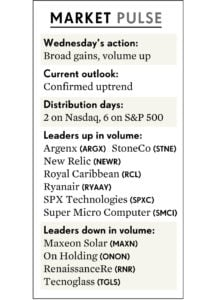 MARKET PULSE
Wednesday's action:
Broad gains, volume up
Current outlook:
Confirmed uptrend
Distribution days:
2 on Nasdaq, 6 on S&P 500
Leaders up in volume:
Argenx (ARGX) StoneCo (STNE)
New Relic (NEWR)
Royal Caribbean (RCL)
Ryanair (RYAAY)
SPX Technologies (SPXC)
Super Micro Computer (SMCI)
Leaders down in volume:
Maxeon Solar (MAXN)
On Holding (ONON)
RenaissanceRe (RNR)
Tecnoglass (TGLS)